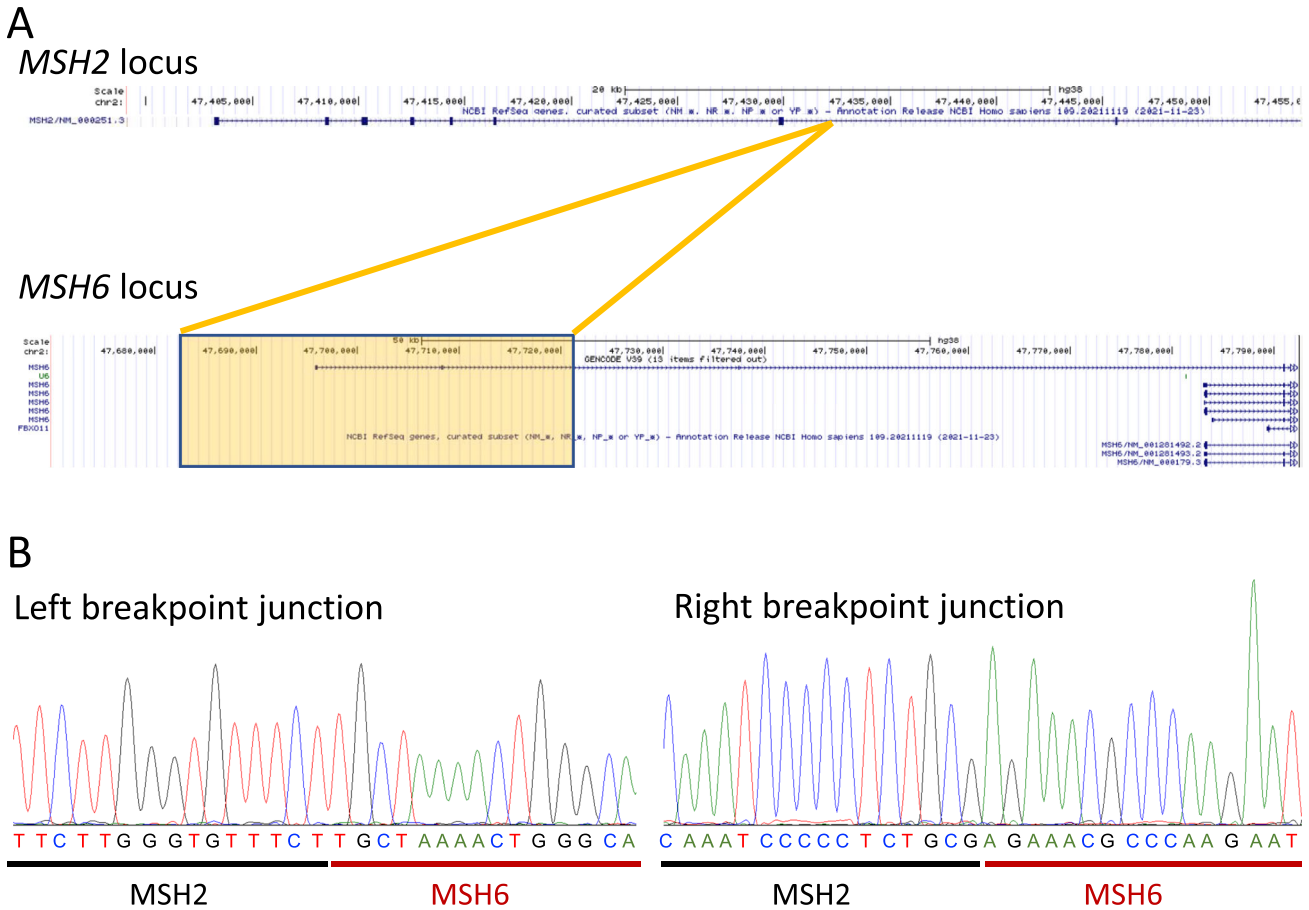 A
MSH2 locus
Scale 20 kb hg38
chr2: 47,405,000 47,410,000 47,415,000 47,420,000 47,425,000 47,430,000 47,435,000 47,440,000 47,445,000 47,450,000 47,455,0
NCBI RefSeq genes, curated subset (NM_*, NR_*, NP_* or YP_*) - Annotation Release NCBI Homo sapiens 109.20211119 (2021-11-23)
MSH2/NM_000251.3
MSH6 locus
Scale 50 kb hg38
chr2: 47,680,000 47,690,000 47,700,000 47,710,000 47,720,000 47,730,000 47,740,000 47,750,000 47,760,000 47,770,000 47,780,000 47,790,000
GENCODE V39 (13 items filtered out)
MSH6
U6
MSH6
MSH6
MSH6
MSH6
MSH6
FBXO11
NCBI RefSeq genes, curated subset (NM_*, NR_*, NP_* or YP_*) - Annotation Release NCBI Homo sapiens 109.20211119 (2021-11-23)
MSH6/NM_001281492.2
MSH6/NM_001281493.2
MSH6/NM_000179.3
B
Left breakpoint junction
Right breakpoint junction
T T C T T G G G T G T T T C T T G C T A A A A C T G G G C A
C A A A T C C C C C T C T G C G A G A A A C G C C C A A G A A T
MSH2 MSH6
MSH2 MSH6